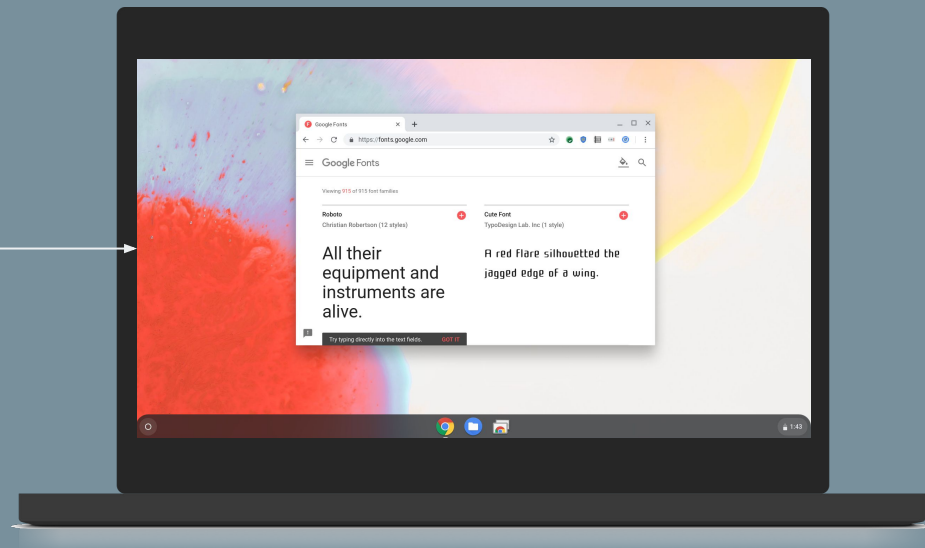 Google Fonts
https://fonts.google.com
Google Fonts
Viewing 915 of 915 font families
Roboto
Christian Robertson (12 styles)
All their
equipment and
instruments are
alive.
Try typing directly into the text fields. GOT IT
Cute Font
TypoDesign Lab. Inc (1 style)
A red flare silhouetted the
jagged edge of a wing.
1:43